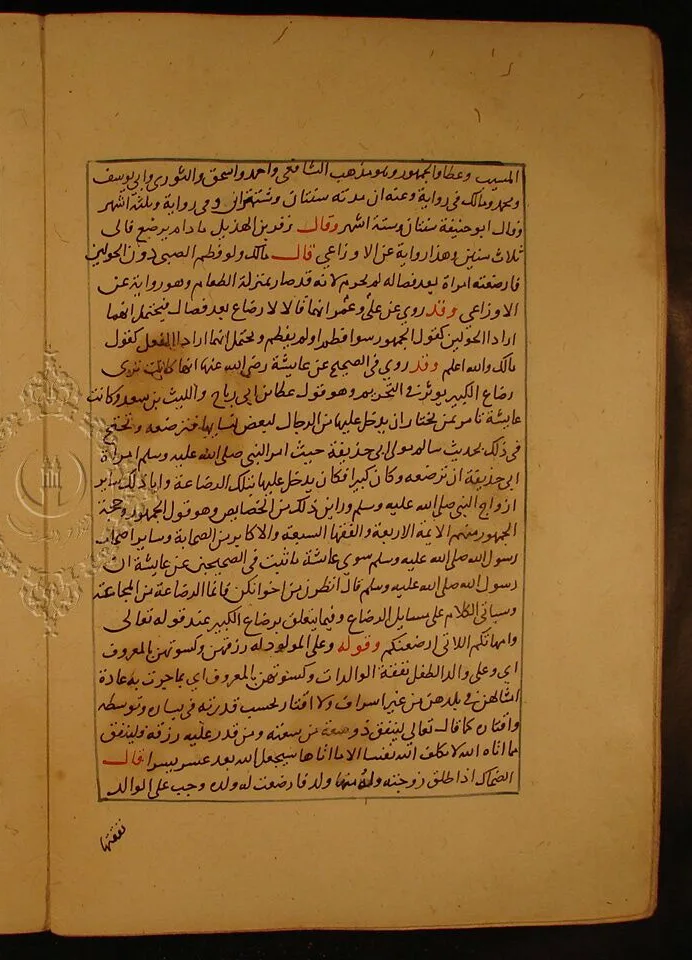 المسيب وعطا والجمهور وهو مذهب الشافعي واحمد واسحق والثوري وابي يوسف
ومحمد ومالك في رواية وعنه ان مدته سنتان وشهران وفي رواية وثلثة اشهر
وقال ابو حنيفة سنتان وستة اشهر وقال زفر بن الهذيل مادام يرضع فالى
ثلاث سنين وهذا رواية عن الاوزاعي قال مالك ولو فطم الصبي دون الحولين
فارضعته امراة بعد فصاله لم يحرم لانه قد صار بمنزلة الطعام وهو رواية عن
الاوزاعي وقد روي عن علي وعمر انهما قالا لا رضاع بعد فصال فيحتمل انهما
ارادا الحولين كقول الجمهور سوا فطم او لم يفطم ويحتمل انهما ارادا الفعل كقول
مالك والله اعلم وقد روي في الصحيح عن عايشة رضي الله عنها انها كانت ترى
رضاع الكبير يوثر في التحريم وهو قول عطا بن ابي رباح والليث بن سعد وكانت
عايشة تامر بمن تختار ان يدخل عليها من الرجال لبعض نسايها فترضعه وتحتج
في ذلك بحديث سالم مولى ابي حذيفة حيث امر النبي صلى الله عليه وسلم امراة
ابي حذيفة ان ترضعه وكان كبيرا فكان يدخل عليها بتلك الرضاعة وابا ذلك ساير
ازواج النبي صلى الله عليه وسلم وراين ذلك من الخصايص وهو قول الجمهور وحجة
الجمهور منهم الايمة الاربعة والفقها السبعة والاكابر من الصحابة وساير ازواج
رسول الله صلى الله عليه وسلم سوى عايشة ما ثبت في الصحيحين عن عايشة ان
رسول الله صلى الله عليه وسلم قال انظرن من اخوانكن فانما الرضاعة من المجاعة
وسياتي الكلام على مسايل الرضاع وفيما يتعلق برضاع الكبير عند قوله تعالى
وامهاتكم اللاتي ارضعنكم وقوله وعلى المولود له رزقهن وكسوتهن بالمعروف
اي وعلى والد الطفل نفقة الوالدات وكسوتهن بالمعروف اي بما جرت به عادة
امثالهن في بلدهن من غير اسراف ولا اقتار بحسب قدرته في يساره وتوسطه
واقتاره كما قال تعالى لينفق ذو سعة من سعته ومن قدر عليه رزقه فلينفق
مما اتاه الله لا يكلف الله نفسا الا ما اتاها سيجعل الله بعد عسر يسرا قال
الضحاك اذا طلق زوجته وله منها ولد فارضعت له ولده وجب على الوالد
نفقتها